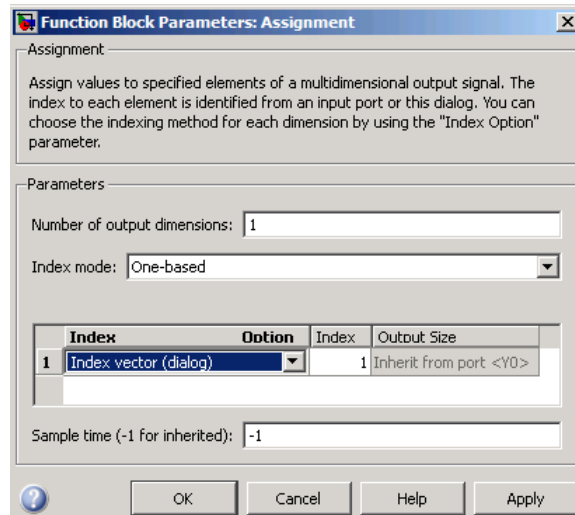 Function Block Parameters: Assignment
Assignment
Assign values to specified elements of a multidimensional output signal. The
index to each element is identified from an input port or this dialog. You can
choose the indexing method for each dimension by using the "Index Option"
parameter.
Parameters
Number of output dimensions: 1
Index mode: One-based
Index Option Index Output Size
1 Index vector (dialog) 1 Inherit from port <Y0>
Sample time (-1 for inherited): -1
OK Cancel Help Apply